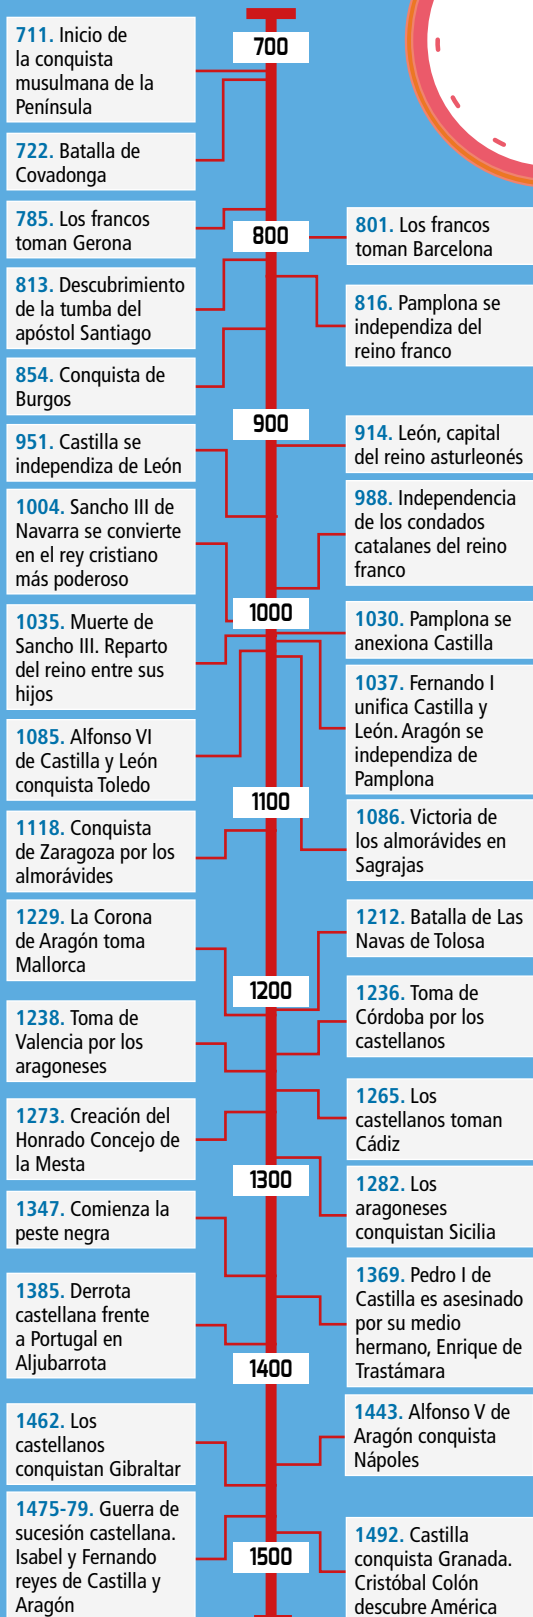 711. Inicio de
la conquista
musulmana de la
Península
722. Batalla de
Covadonga
785. Los francos
toman Gerona
813. Descubrimiento
de la tumba del
apóstol Santiago
854. Conquista de
Burgos
951. Castilla se
independiza de León
1004. Sancho III de
Navarra se convierte
en el rey cristiano
más poderoso
1035. Muerte de
Sancho III. Reparto
del reino entre sus
hijos
1085. Alfonso VI
de Castilla y León
conquista Toledo
1118. Conquista
de Zaragoza por los
almorávides
1229. La Corona
de Aragón toma
Mallorca
1238. Toma de
Valencia por los
aragoneses
1273. Creación del
Honrado Concejo de
la Mesta
1347. Comienza la
peste negra
1385. Derrota
castellana frente
a Portugal en
Aljubarrota
1462. Los
castellanos
conquistan Gibraltar
1475-79. Guerra de
sucesión castellana.
Isabel y Fernando
reyes de Castilla y
Aragón
700
800
900
1000
1100
1200
1300
1400
1500
801. Los francos
toman Barcelona
816. Pamplona se
independiza del
reino franco
914. León, capital
del reino asturleonés
988. Independencia
de los condados
catalanes del reino
franco
1030. Pamplona se
anexiona Castilla
1037. Fernando I
unifica Castilla y
León. Aragón se
independiza de
Pamplona
1086. Victoria de
los almorávides en
Sagrajas
1212. Batalla de Las
Navas de Tolosa
1236. Toma de
Córdoba por los
castellanos
1265. Los
castellanos toman
Cádiz
1282. Los
aragoneses
conquistan Sicilia
1369. Pedro I de
Castilla es asesinado
por su medio
hermano, Enrique de
Trastámara
1443. Alfonso V de
Aragón conquista
Nápoles
1492. Castilla
conquista Granada.
Cristóbal Colón
descubre América